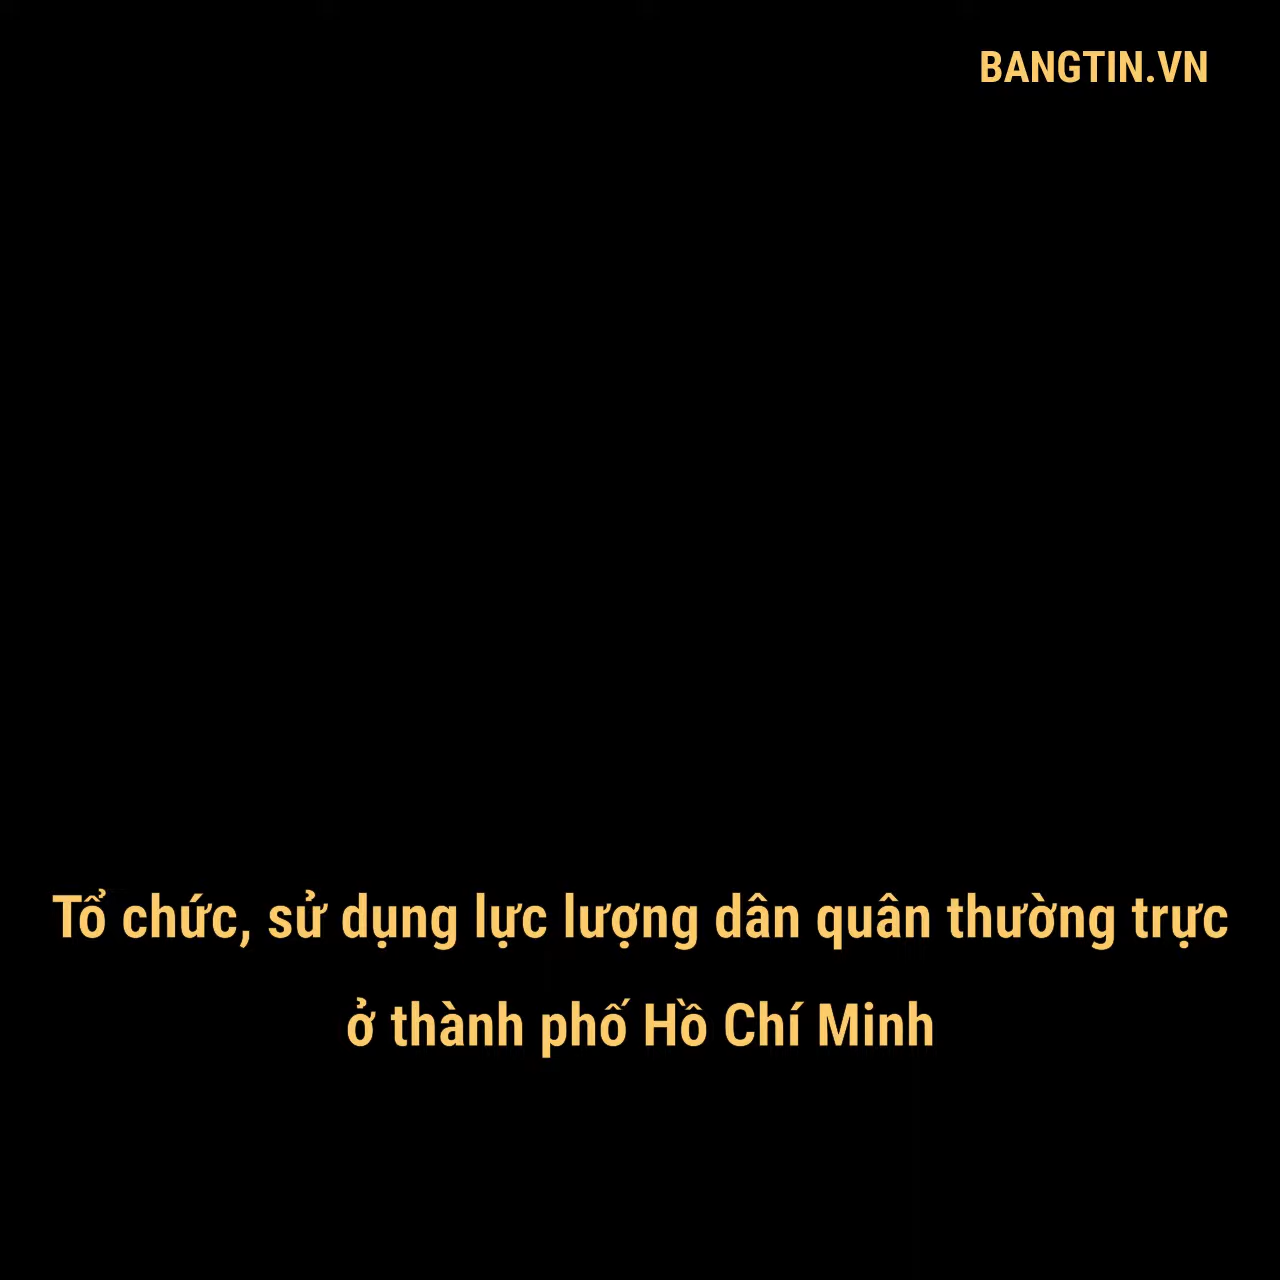 BANGTIN.VN
Tổ chức, sử dụng lực lượng dân quân thường trực
ở thành phố Hồ Chí Minh